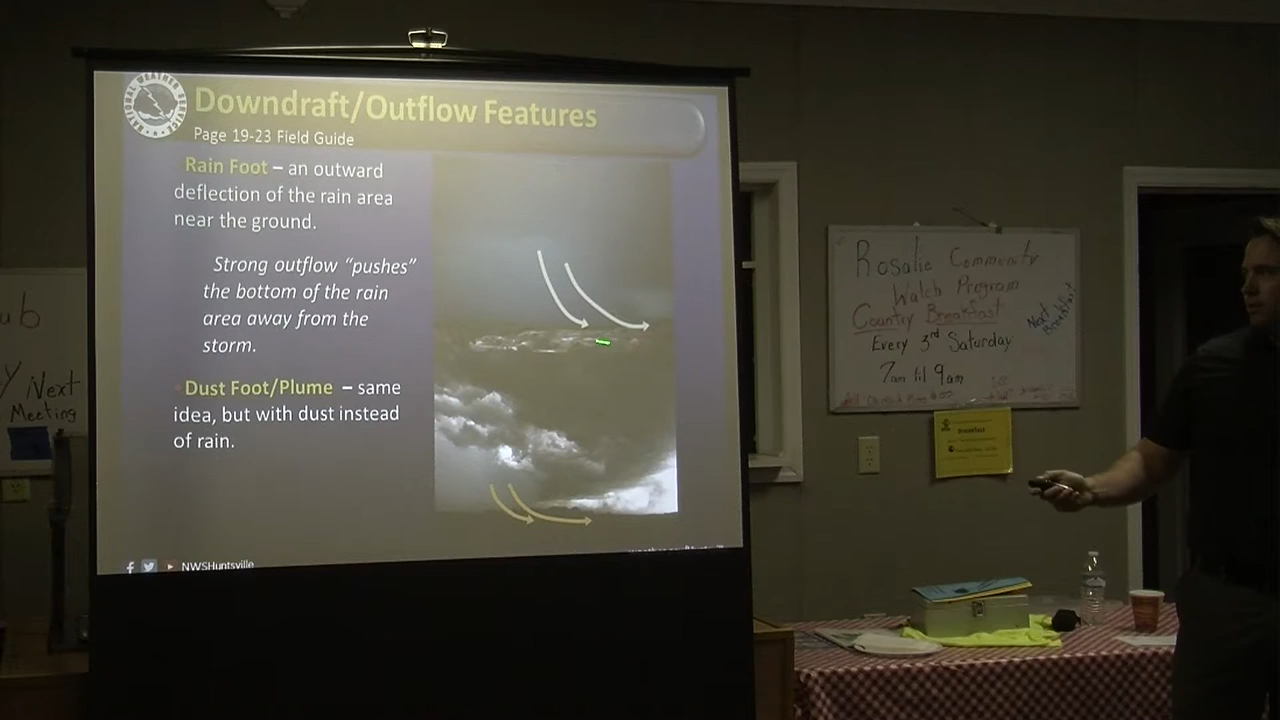 Downdraft/Outflow Features
Page 19-23 Field Guide
Rain Foot – an outward
deflection of the rain area
near the ground.
Strong outflow “pushes”
the bottom of the rain
area away from the
storm.
Dust Foot/Plume – same
idea, but with dust instead
of rain.
NWSHuntsville
Next
Meeting
Rosalie Community
Watch Program
Country Breakfast
Every 3rd Saturday
7am til 9am
Next
Breakfast
Breakfast